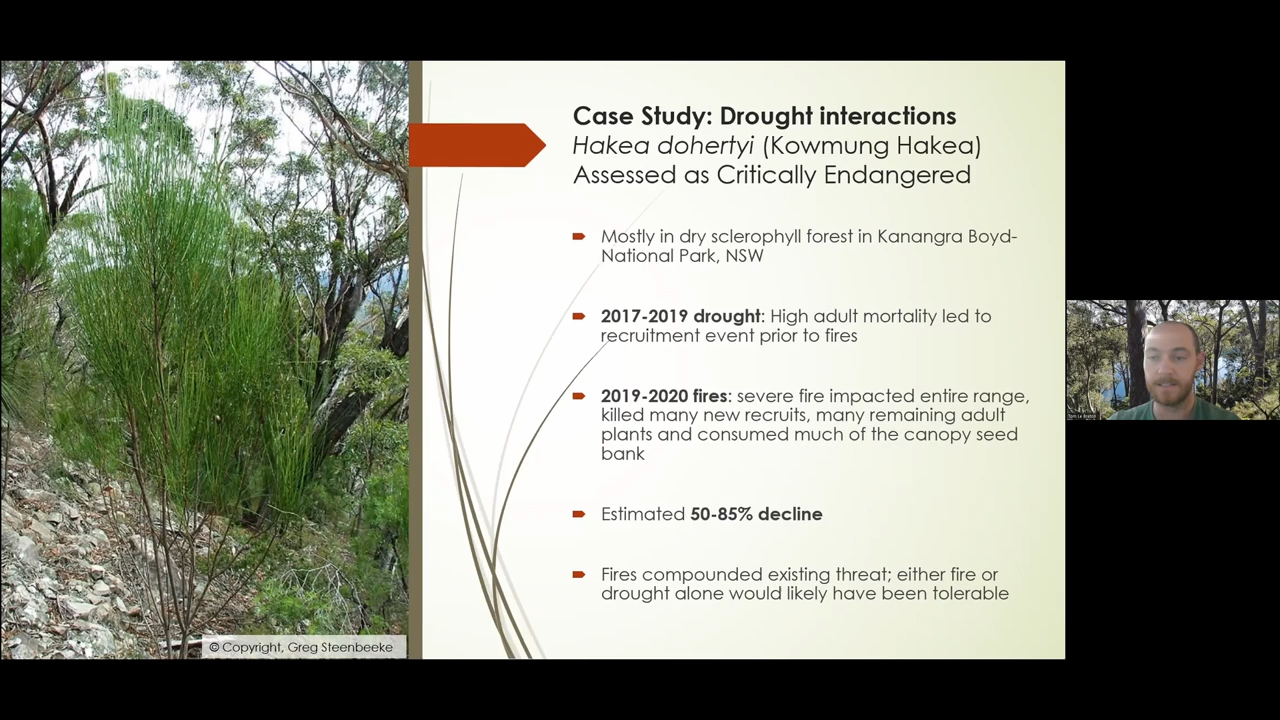 Case Study: Drought interactions
Hakea dohertyi (Kowmung Hakea)
Assessed as Critically Endangered
Mostly in dry sclerophyll forest in Kanangra Boyd-
National Park, NSW
2017-2019 drought: High adult mortality led to
recruitment event prior to fires
2019-2020 fires: severe fire impacted entire range,
killed many new recruits, many remaining adult
plants and consumed much of the canopy seed
bank
Estimated 50-85% decline
Fires compounded existing threat; either fire or
drought alone would likely have been tolerable
© Copyright, Greg Steenbeeke
Tom Le Breton